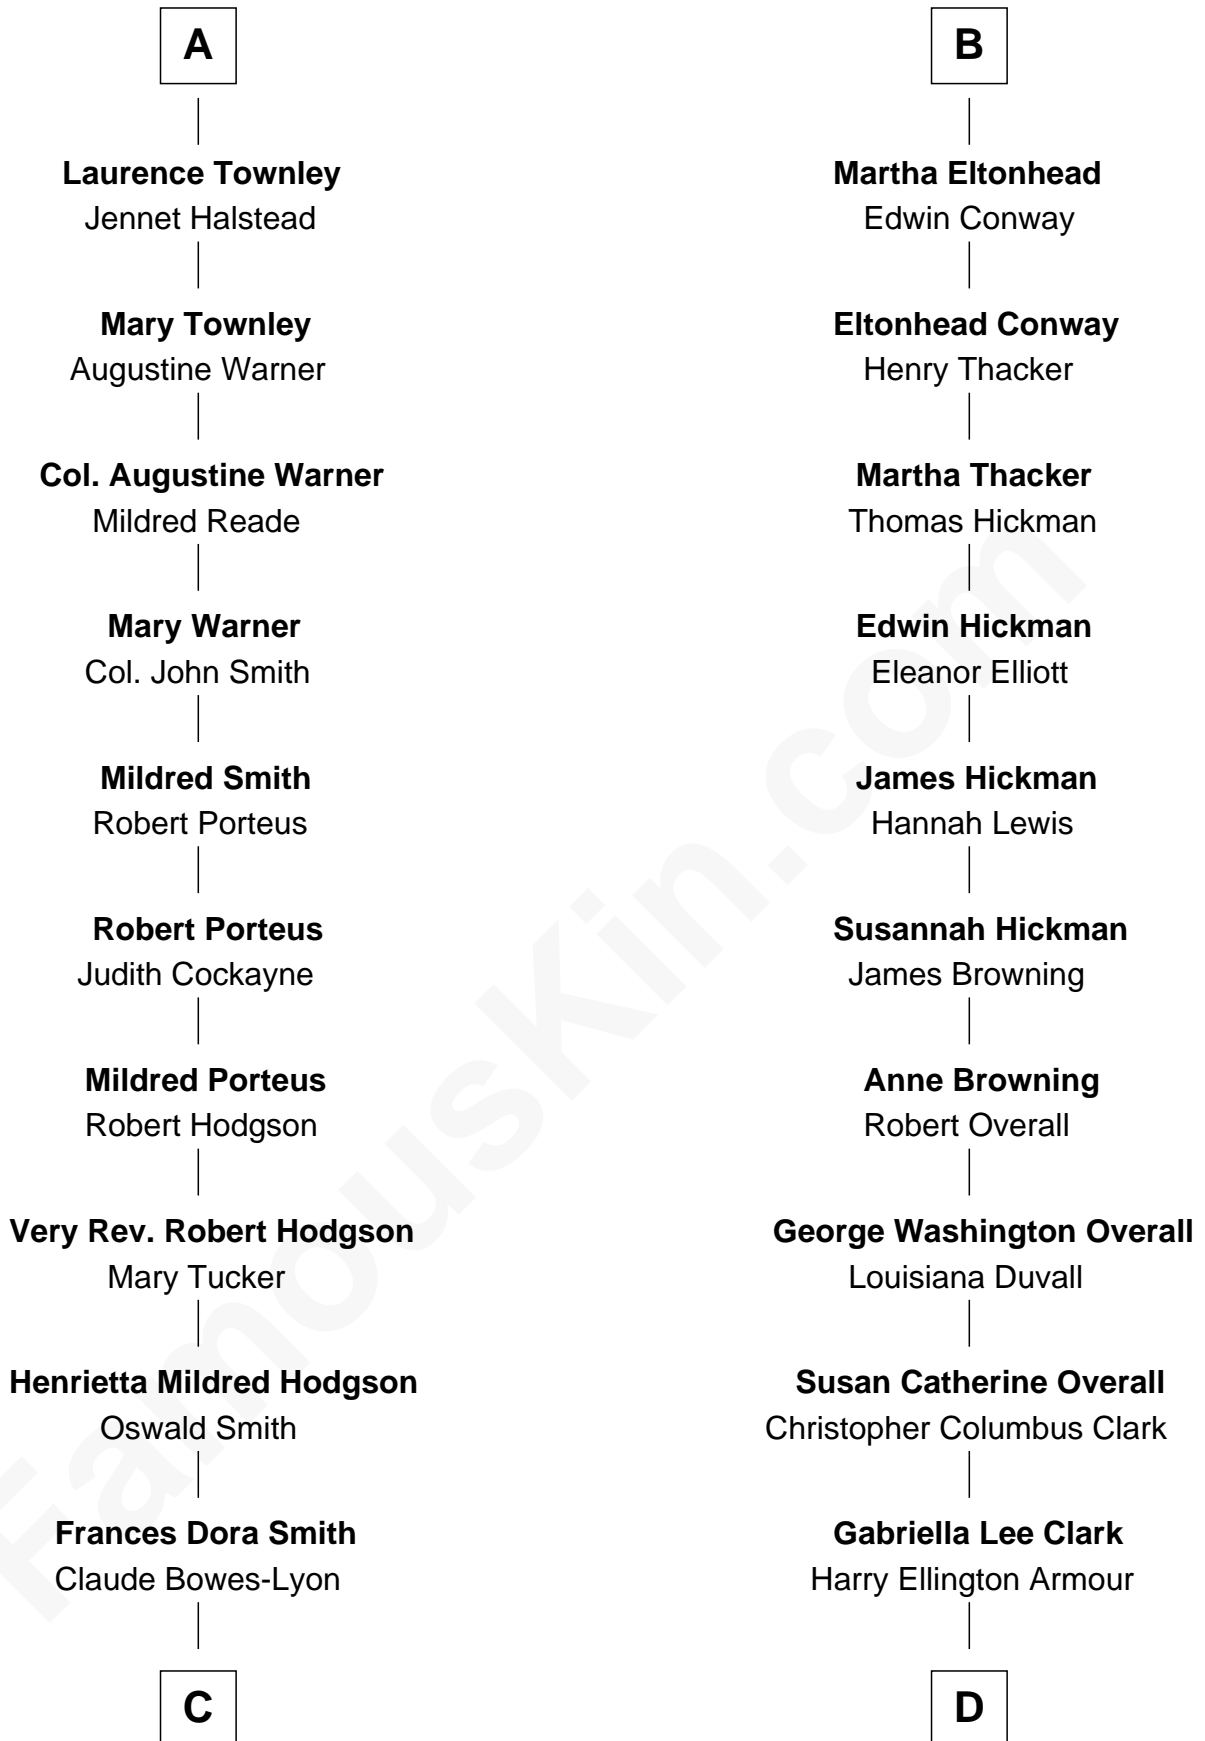 A
Laurence Townley
Jennet Halstead
Mary Townley
Augustine Warner
Col. Augustine Warner
Mildred Reade
Mary Warner
Col. John Smith
Mildred Smith
Robert Porteus
Robert Porteus
Judith Cockayne
Mildred Porteus
Robert Hodgson
Very Rev. Robert Hodgson
Mary Tucker
Henrietta Mildred Hodgson
Oswald Smith
Frances Dora Smith
Claude Bowes-Lyon
C
B
Martha Eltonhead
Edwin Conway
Eltonhead Conway
Henry Thacker
Martha Thacker
Thomas Hickman
Edwin Hickman
Eleanor Elliott
James Hickman
Hannah Lewis
Susannah Hickman
James Browning
Anne Browning
Robert Overall
George Washington Overall
Louisiana Duvall
Susan Catherine Overall
Christopher Columbus Clark
Gabriella Lee Clark
Harry Ellington Armour
D
FamousKin.com